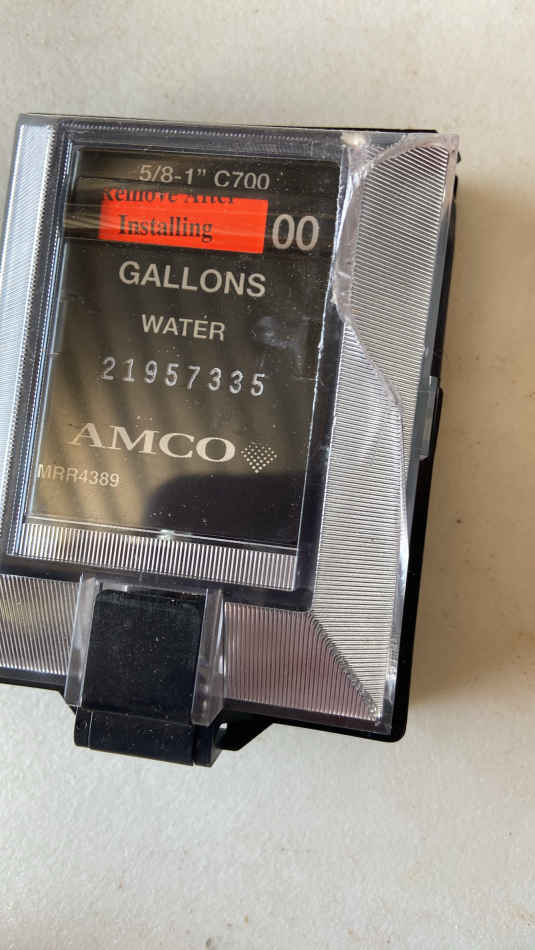 5/8-1" C700
Remove After
Installing
00
GALLONS
WATER
21957335
AMCO
MRR4389